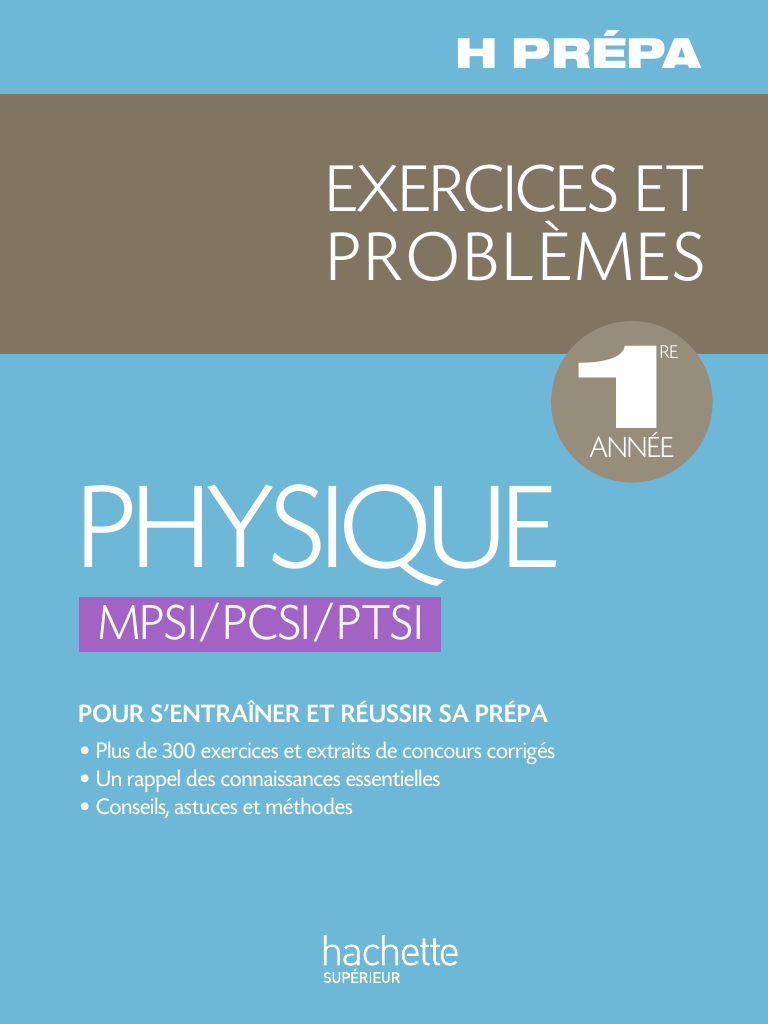 H PRÉPA
EXERCICES ET
PROBLÈMES
1RE
ANNÉE
PHYSIQUE
MPSI/PCSI/PTSI
POUR S'ENTRAÎNER ET RÉUSSIR SA PRÉPA
• Plus de 300 exercices et extraits de concours corrigés
• Un rappel des connaissances essentielles
• Conseils, astuces et méthodes
hachette
SUPÉRIEUR